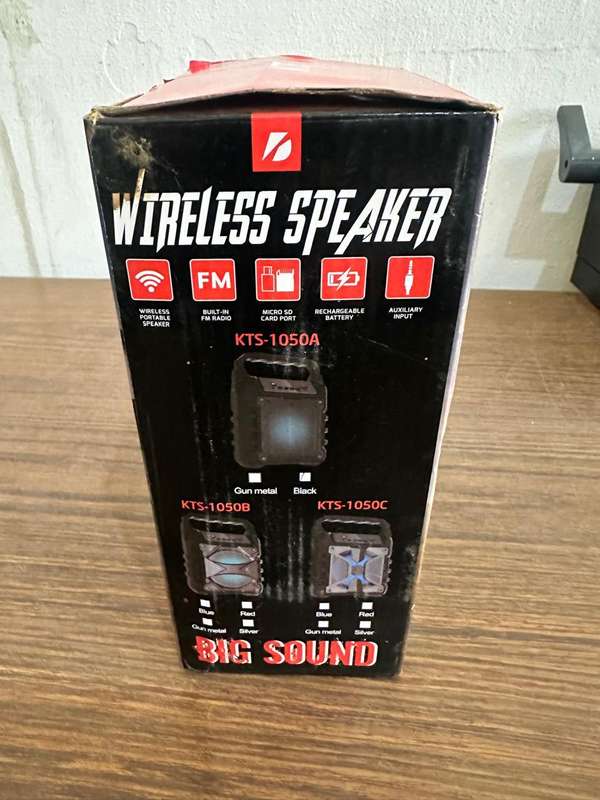 WIRELESS SPEAKER
FM
WIRELESS PORTABLE SPEAKER
BUILT-IN FM RADIO
MICRO SD CARD PORT
RECHARGEABLE BATTERY
AUXILIARY INPUT
KTS-1050A
Gun metal Black
KTS-1050B KTS-1050C
Blue Red Blue Red
Gun metal Silver Gun metal Silver
BIG SOUND